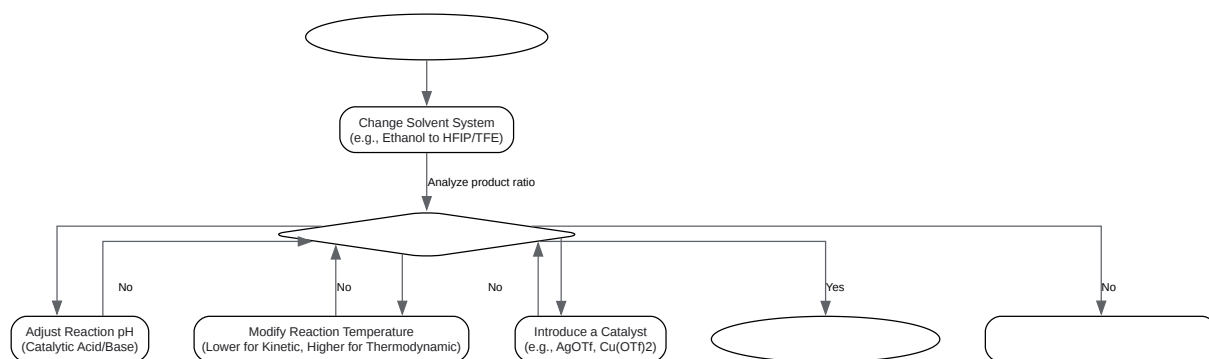 Change Solvent System
(e.g., Ethanol to HFIP/TFE)
Analyze product ratio
No
No
No
Yes
No
Adjust Reaction pH
(Catalytic Acid/Base)
Modify Reaction Temperature
(Lower for Kinetic, Higher for Thermodynamic)
Introduce a Catalyst
(e.g., AgOTf, Cu(OTf)2)